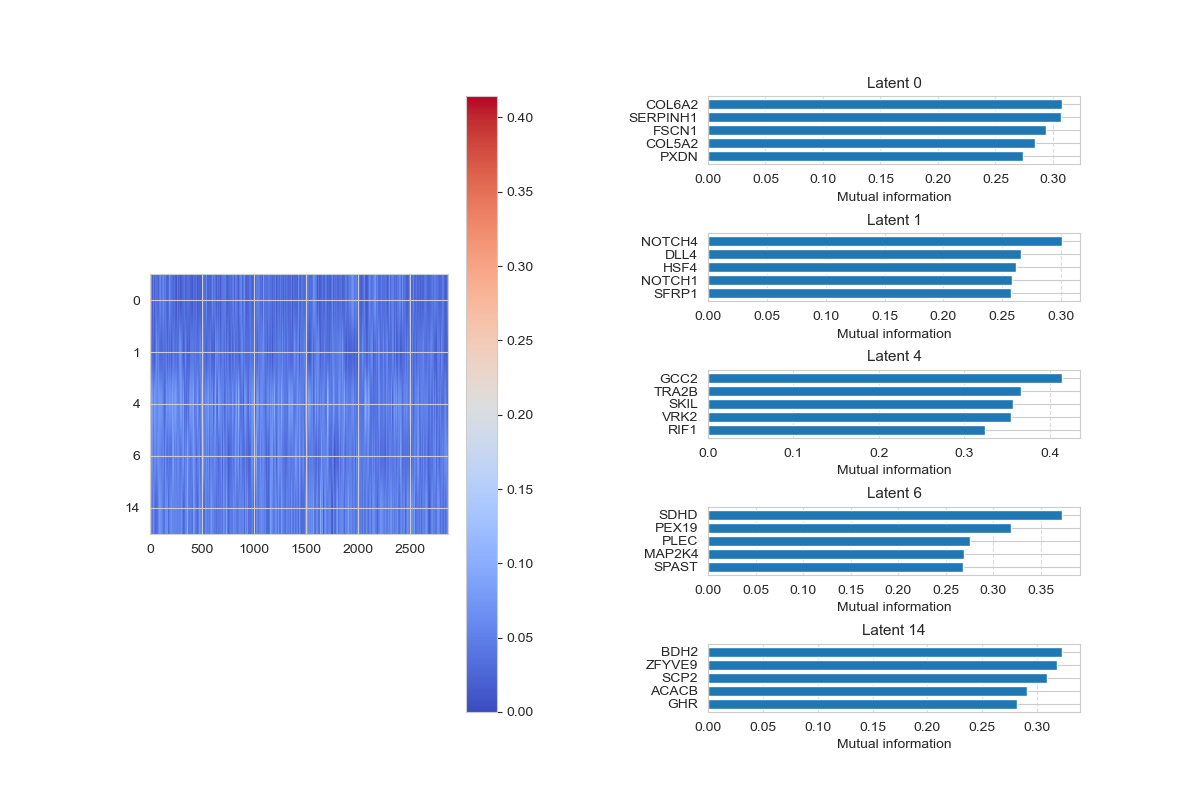 0
1
4
6
14
0 500 1000 1500 2000 2500
0.40
0.35
0.30
0.25
0.20
0.15
0.10
0.05
0.00
Latent 0
COL6A2
SERPINH1
FSCN1
COL5A2
PXDN
0.00 0.05 0.10 0.15 0.20 0.25 0.30
Mutual information
Latent 1
NOTCH4
DLL4
HSF4
NOTCH1
SFRP1
0.00 0.05 0.10 0.15 0.20 0.25 0.30
Mutual information
Latent 4
GCC2
TRA2B
SKIL
VRK2
RIF1
0.0 0.1 0.2 0.3 0.4
Mutual information
Latent 6
SDHD
PEX19
PLEC
MAP2K4
SPAST
0.00 0.05 0.10 0.15 0.20 0.25 0.30 0.35
Mutual information
Latent 14
BDH2
ZFYVE9
SCP2
ACACB
GHR
0.00 0.05 0.10 0.15 0.20 0.25 0.30
Mutual information